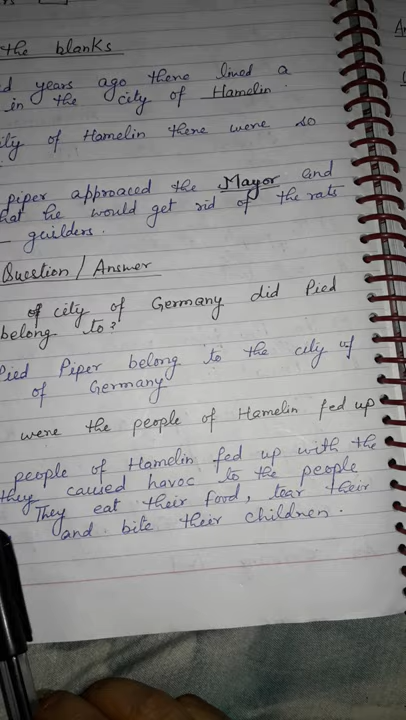 the blanks
years ago there lived a
in the city of Hamelin.
city of Hamelin there were so
piper approaced the Mayor and
that he would get rid of the rats
guilders.
Question/Answer
of city of Germany did Pied
belong to?
Pied Piper belong to the city of
of Germany
were the people of Hamelin fed up
people of Hamelin fed up with the
they caused havoc to the people
They eat their food, tear their
and bite their children.